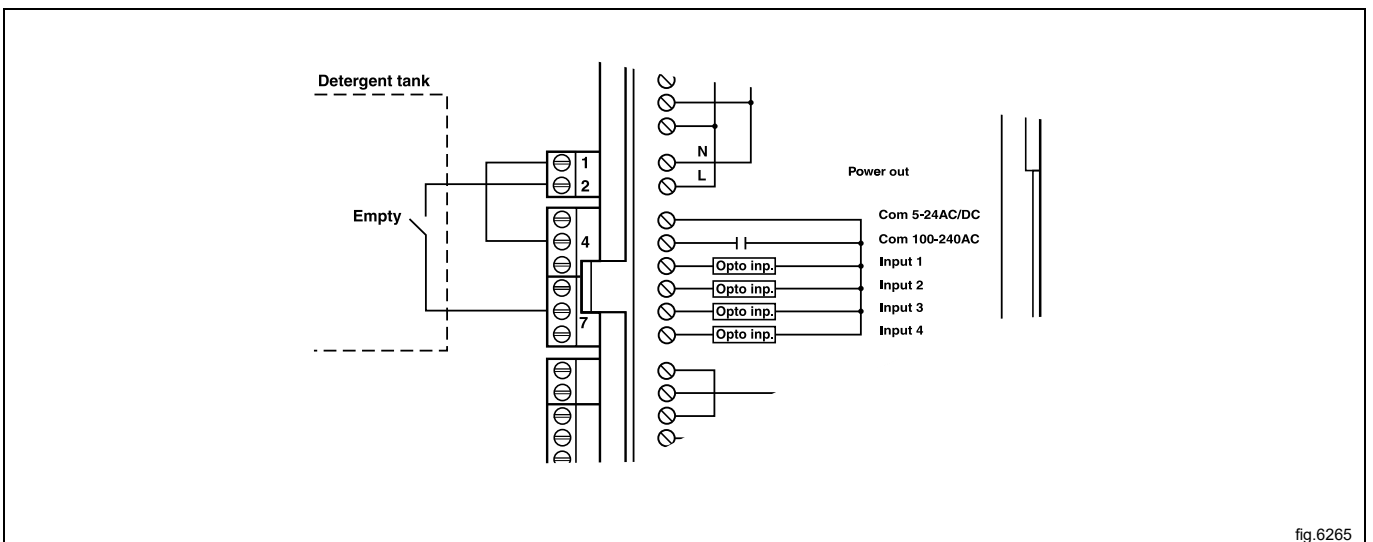 Detergent tank
Empty
1
2
4
7
N
L
Power out
Com 5-24AC/DC
Com 100-240AC
Opto inp. Input 1
Opto inp. Input 2
Opto inp. Input 3
Opto inp. Input 4
fig.6265